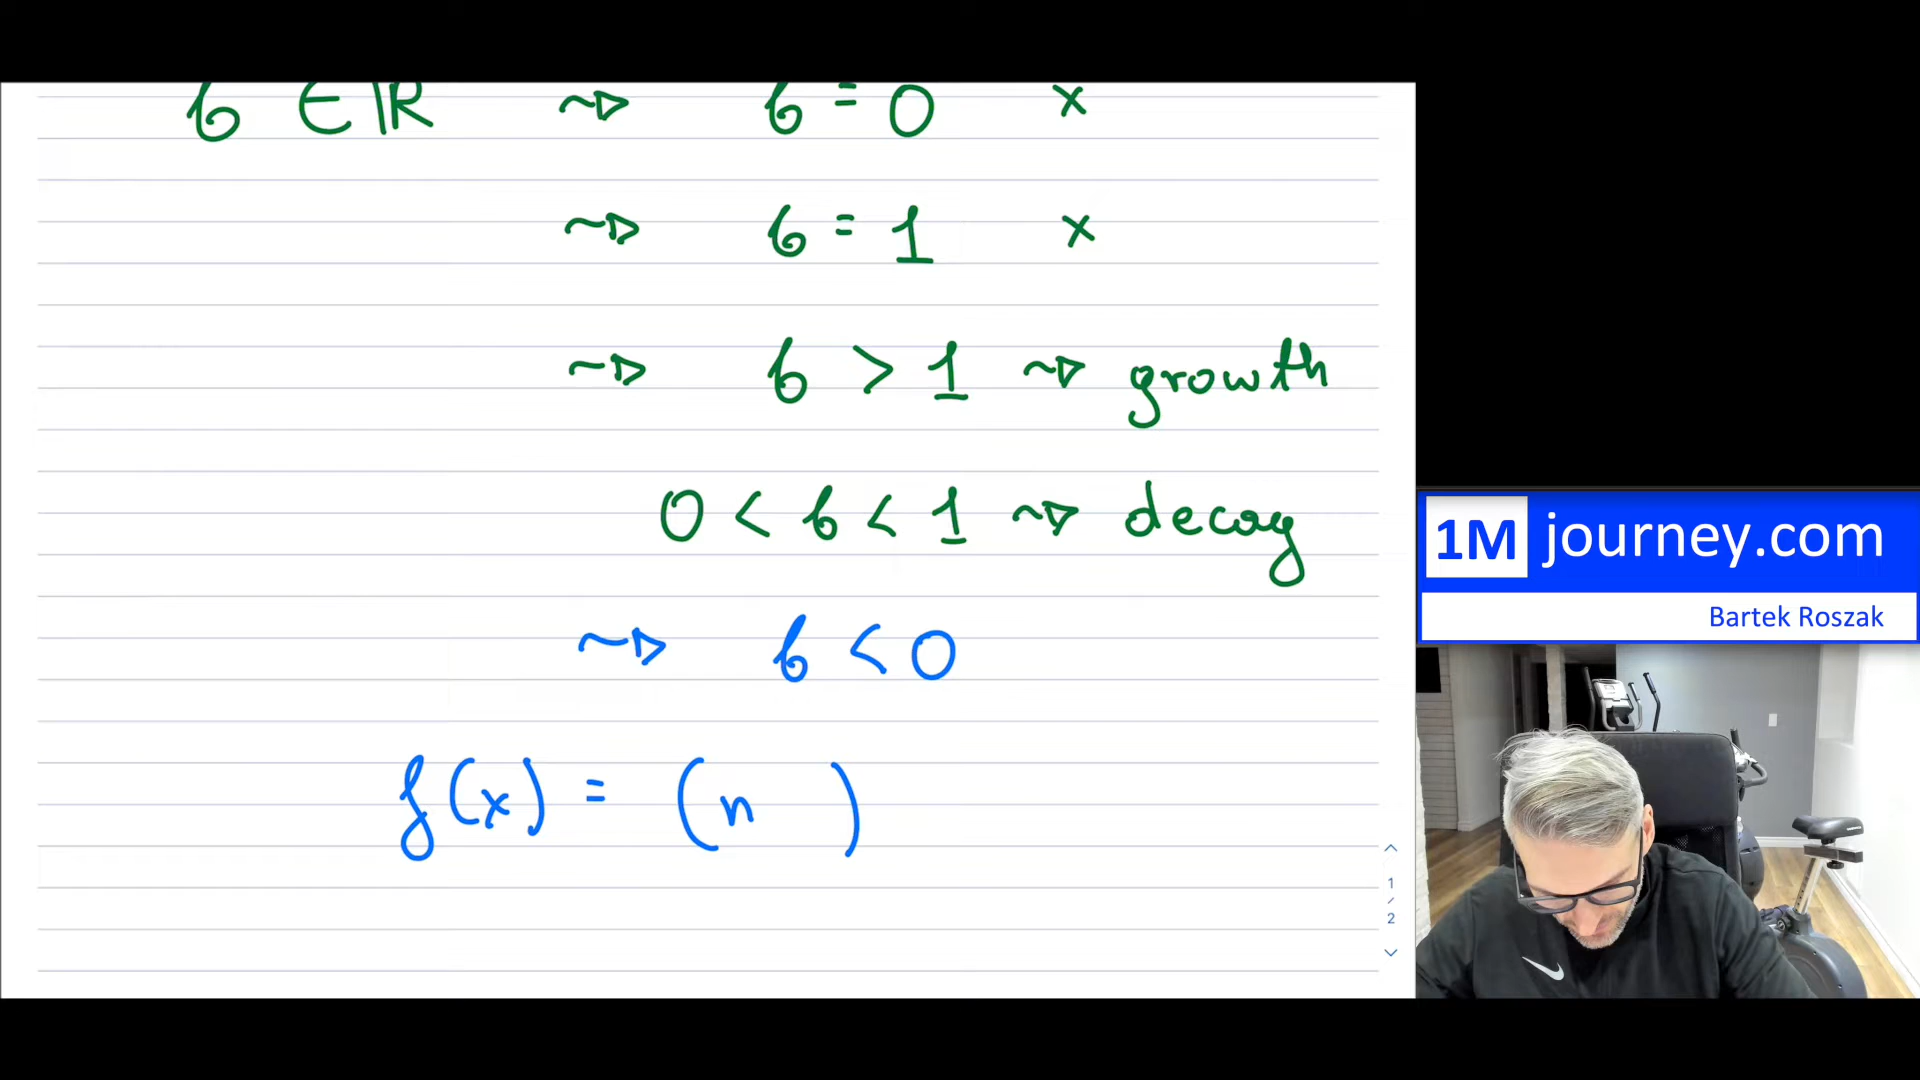 b ∈ ℝ ⇝ b = 0 ×
⇝ b = 1 ×
⇝ b > 1 ⇝ growth
0 < b < 1 ⇝ decay
⇝ b < 0
f(x) = (n )
1
/
2
1M journey.com
Bartek Roszak